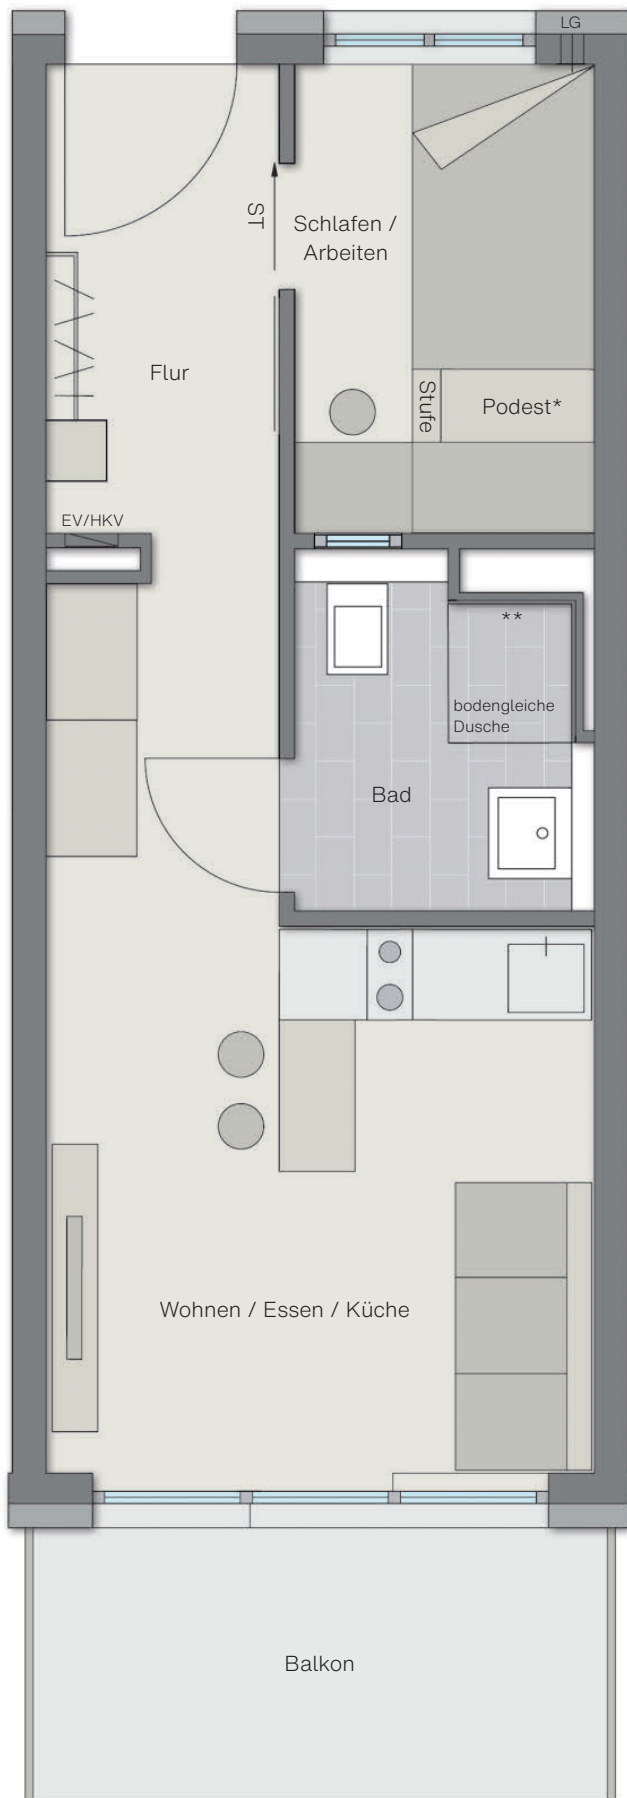 LG
ST
Schlafen /
Arbeiten
Flur
Stufe
Podest*
EV/HKV
**
bodengleiche
Dusche
Bad
Wohnen / Essen / Küche
Balkon